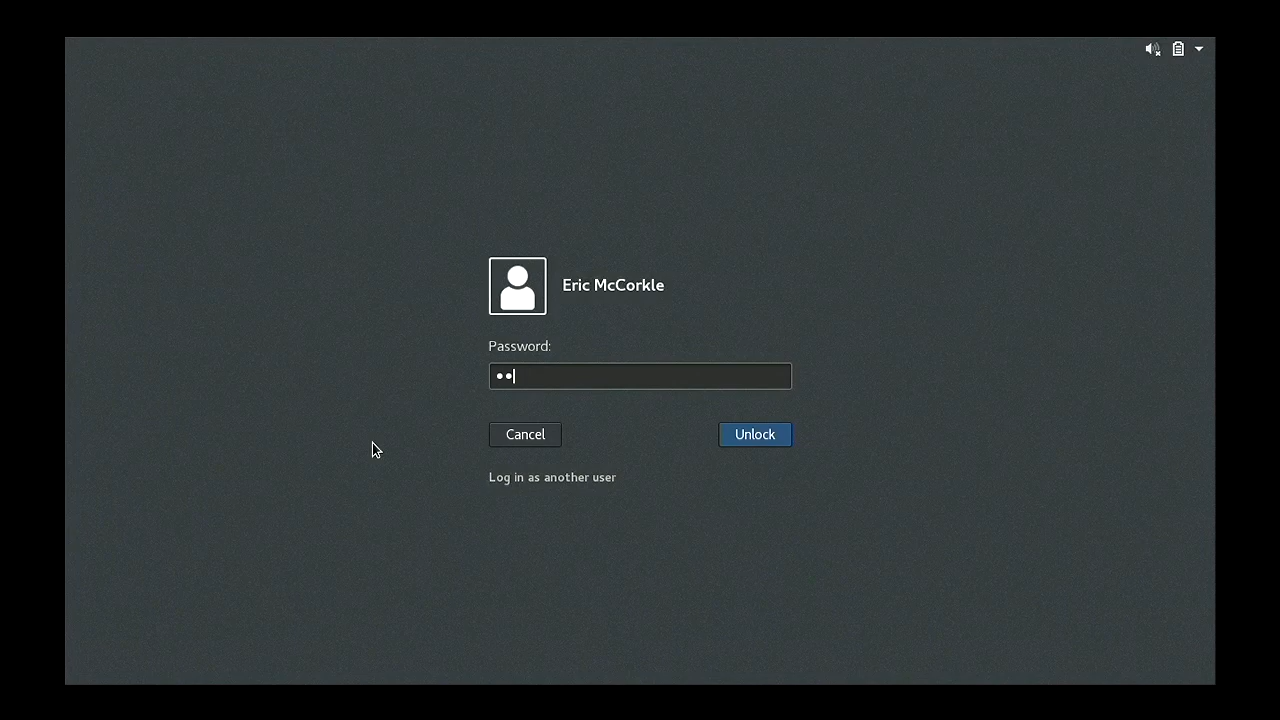 Eric McCorkle
Password:
Cancel
Unlock
Log in as another user